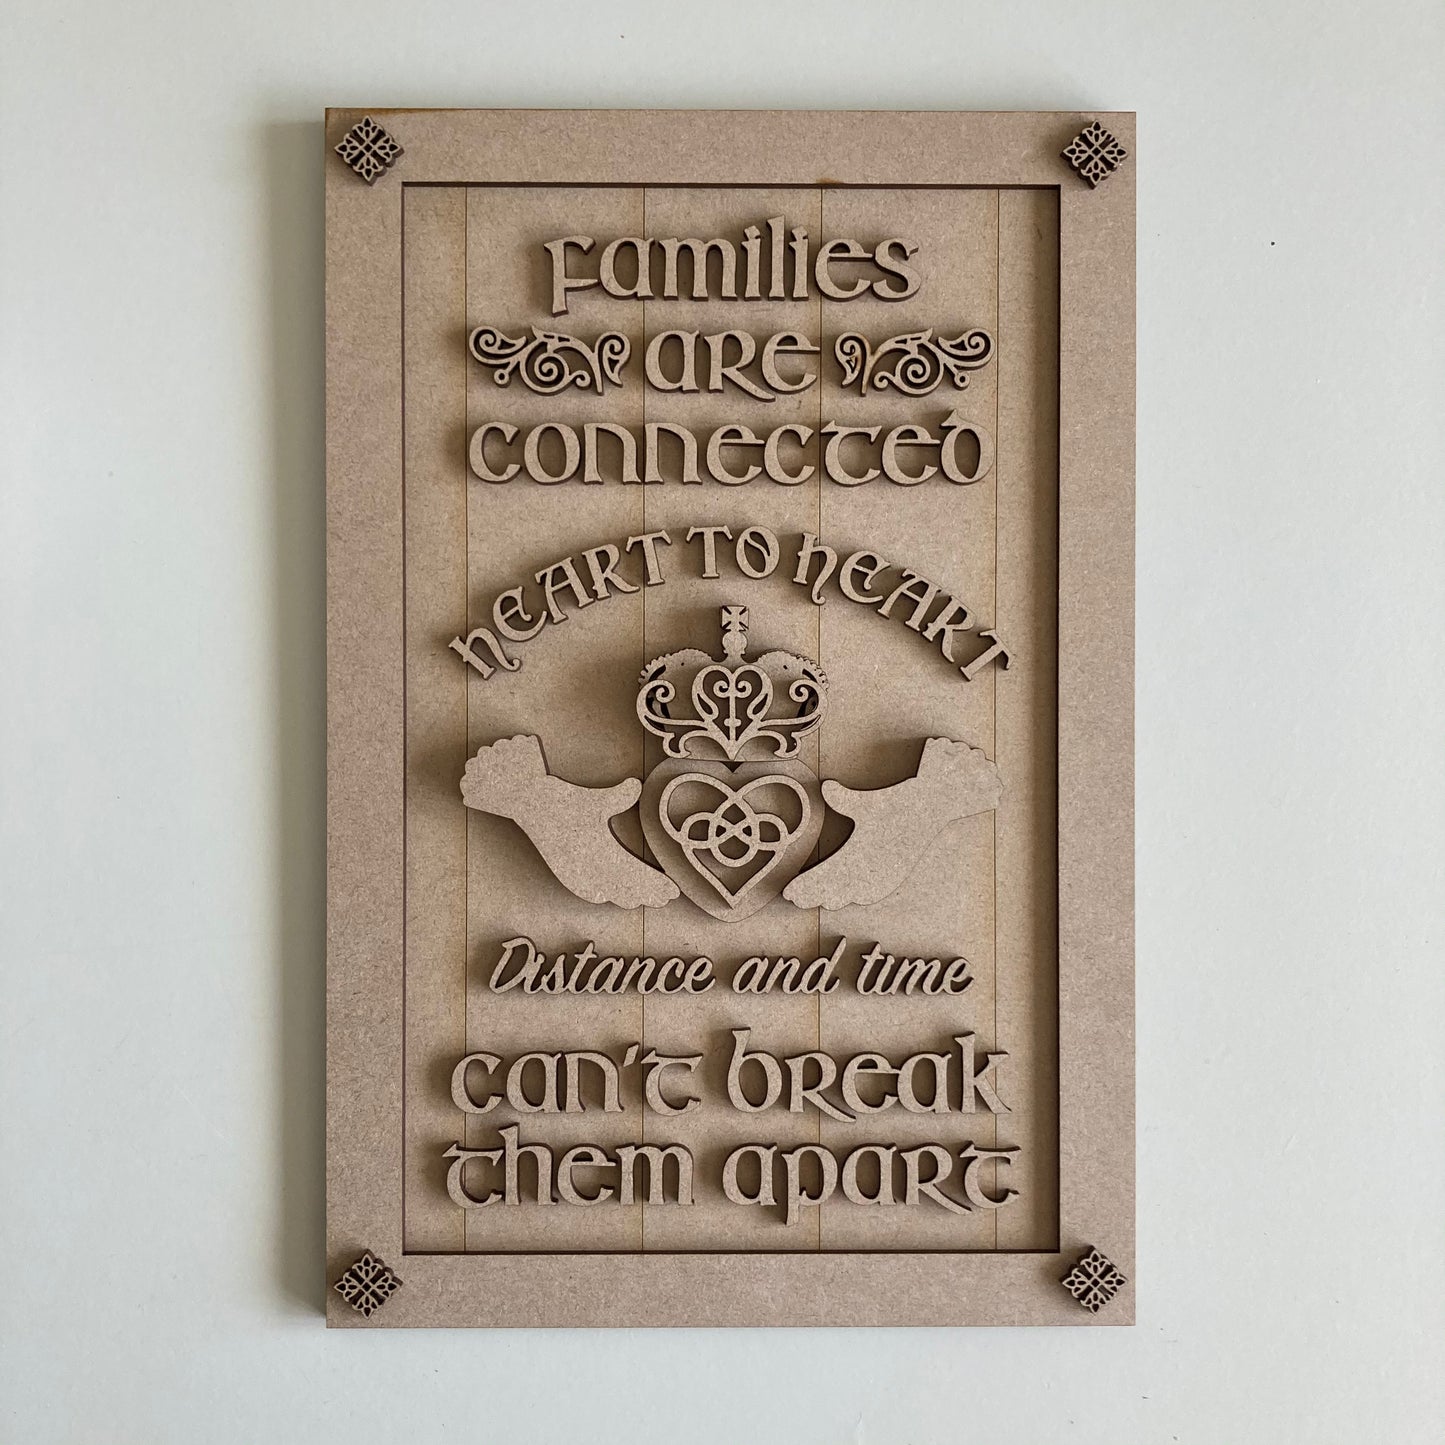 families
are
connected
HEART TO HEART
Distance and time
can't break
them apart